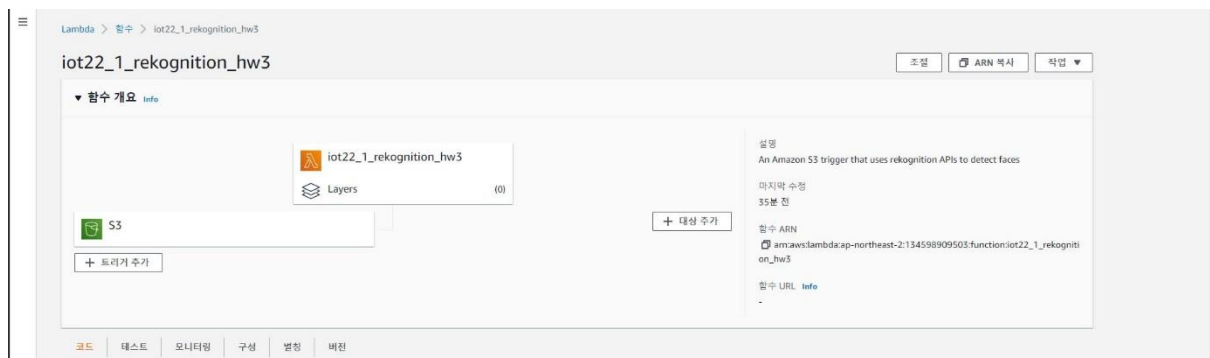 Lambda > 함수 > iot22_1_rekognition_hw3
iot22_1_rekognition_hw3
조절
ARN 복사
작업 ▼
▼ 함수 개요 Info
iot22_1_rekognition_hw3
Layers (0)
S3
+ 트리거 추가
+ 대상 추가
설명
An Amazon S3 trigger that uses rekognition APIs to detect faces
마지막 수정
35분 전
함수 ARN
arn:aws:lambda:ap-northeast-2:134598909503:function:iot22_1_rekogniti
on_hw3
함수 URL Info
-
코드 테스트 모니터링 구성 별칭 버전